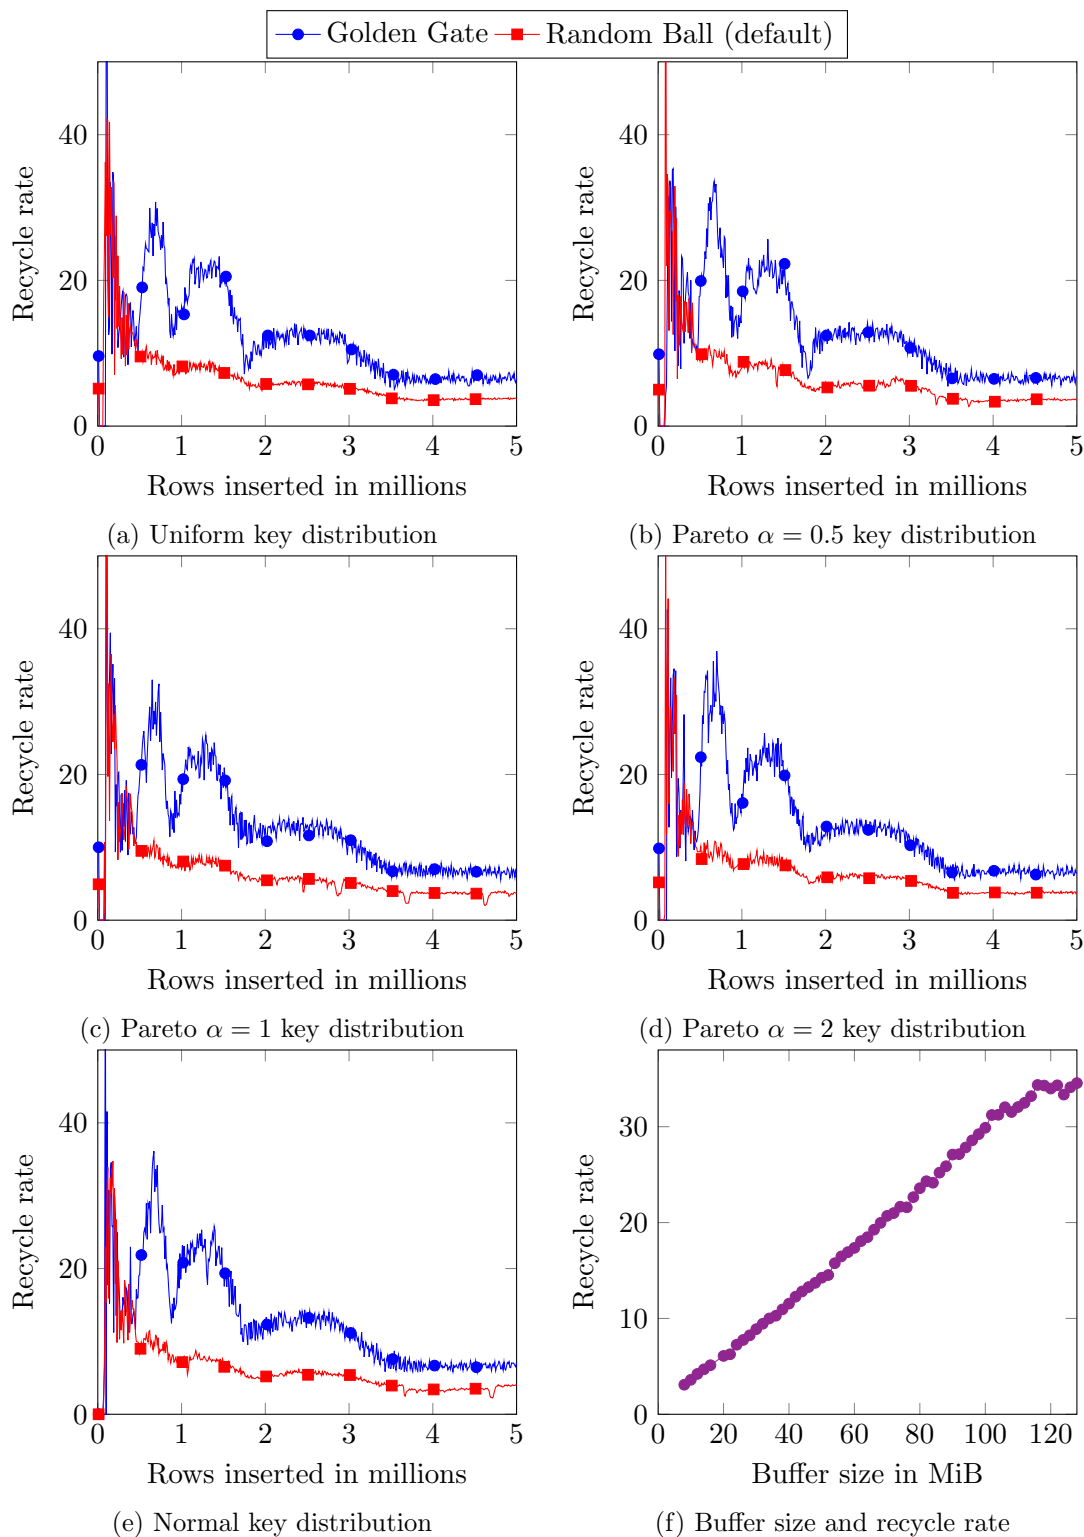 Golden Gate Random Ball (default)
40
20
0
0 1 2 3 4 5
Recycle rate
Rows inserted in millions
(a) Uniform key distribution
40
20
0
0 1 2 3 4 5
Recycle rate
Rows inserted in millions
(b) Pareto α = 0.5 key distribution
40
20
0
0 1 2 3 4 5
Recycle rate
Rows inserted in millions
(c) Pareto α = 1 key distribution
40
20
0
0 1 2 3 4 5
Recycle rate
Rows inserted in millions
(d) Pareto α = 2 key distribution
40
20
0
0 1 2 3 4 5
Recycle rate
Rows inserted in millions
(e) Normal key distribution
30
20
10
0
0 20 40 60 80 100 120
Recycle rate
Buffer size in MiB
(f) Buffer size and recycle rate